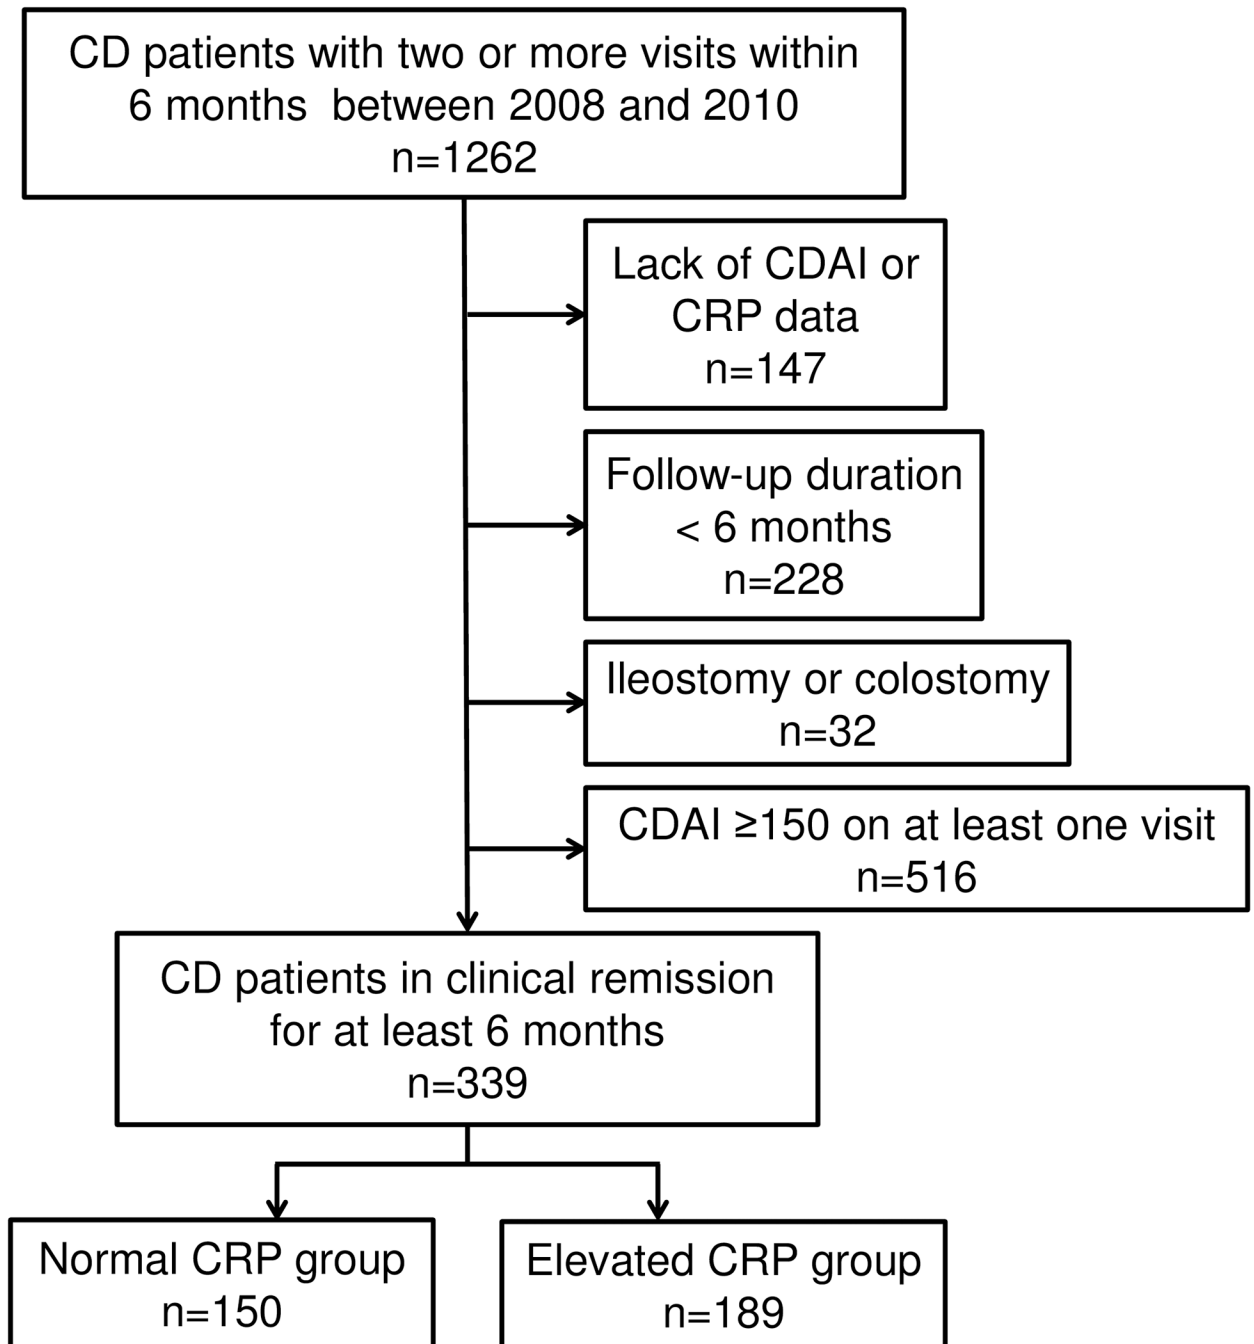 CD patients with two or more visits within
6 months between 2008 and 2010
n=1262
Lack of CDAI or
CRP data
n=147
Follow-up duration
< 6 months
n=228
Ileostomy or colostomy
n=32
CDAI ≥150 on at least one visit
n=516
CD patients in clinical remission
for at least 6 months
n=339
Normal CRP group
n=150
Elevated CRP group
n=189